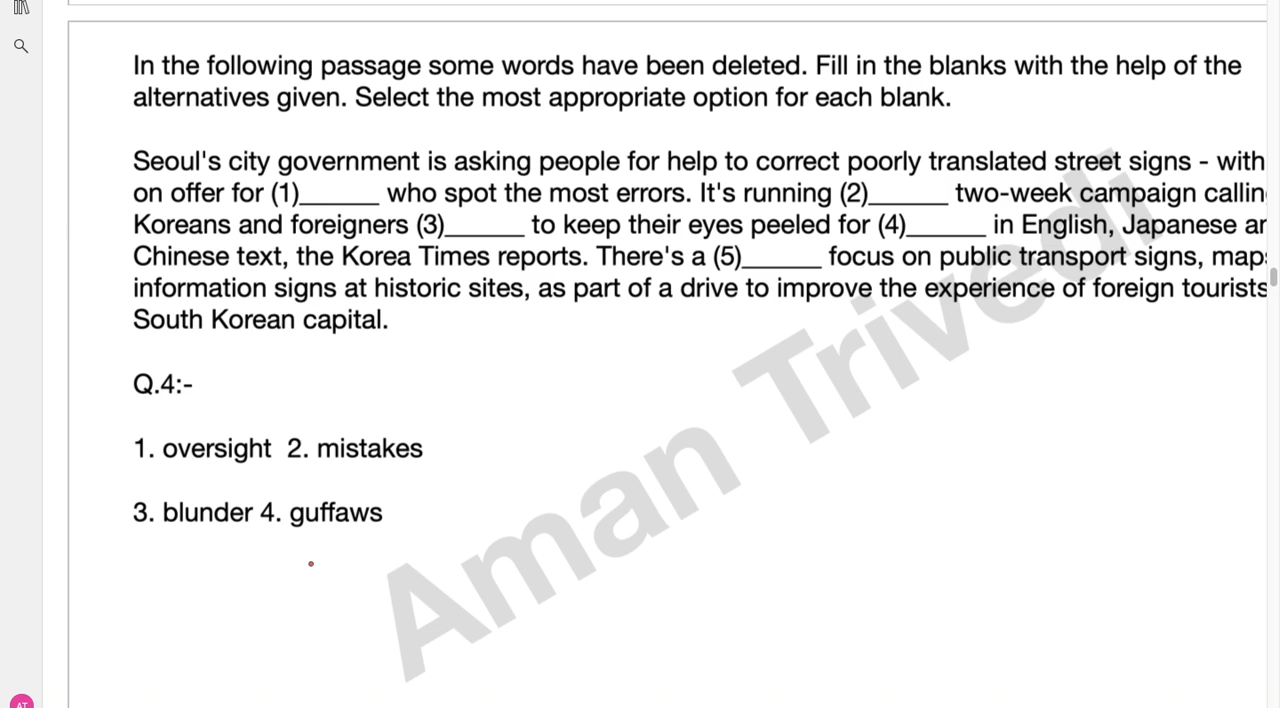 In the following passage some words have been deleted. Fill in the blanks with the help of the
alternatives given. Select the most appropriate option for each blank.
Seoul's city government is asking people for help to correct poorly translated street signs - with
on offer for (1)______ who spot the most errors. It's running (2)______ two-week campaign callin
Koreans and foreigners (3)______ to keep their eyes peeled for (4)______ in English, Japanese an
Chinese text, the Korea Times reports. There's a (5)______ focus on public transport signs, map
information signs at historic sites, as part of a drive to improve the experience of foreign tourists
South Korean capital.
Q.4:-
1. oversight 2. mistakes
3. blunder 4. guffaws
Aman Trivedi
AT